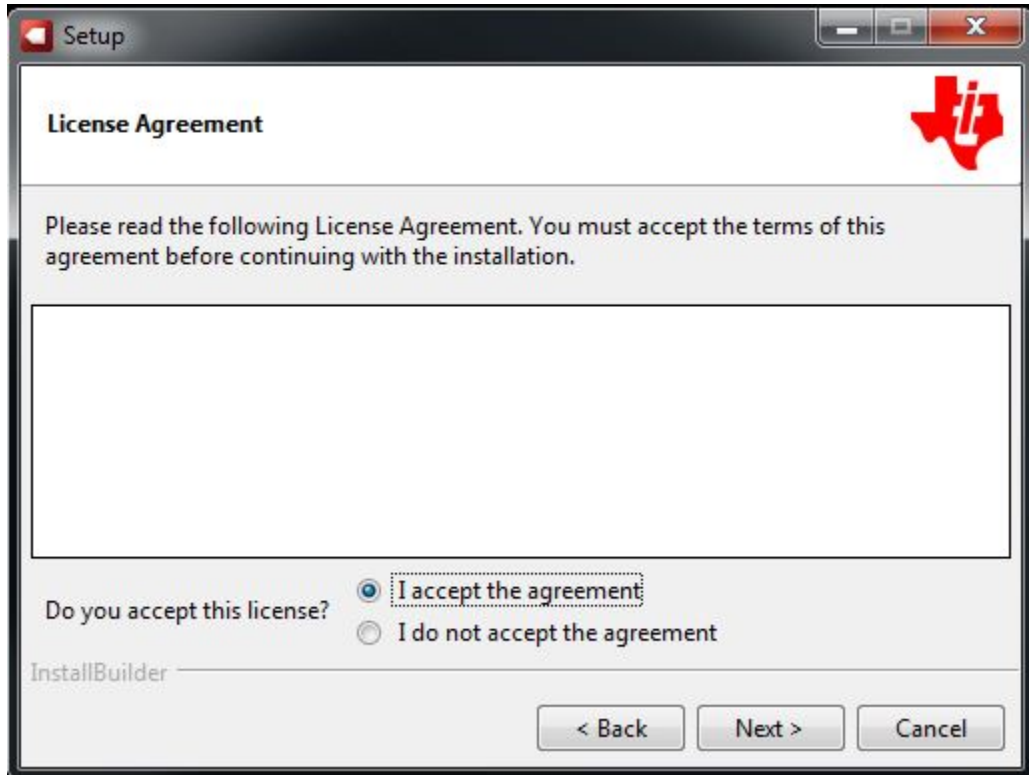 Setup
License Agreement
Please read the following License Agreement. You must accept the terms of this
agreement before continuing with the installation.
Do you accept this license?
I accept the agreement
I do not accept the agreement
InstallBuilder
< Back
Next >
Cancel